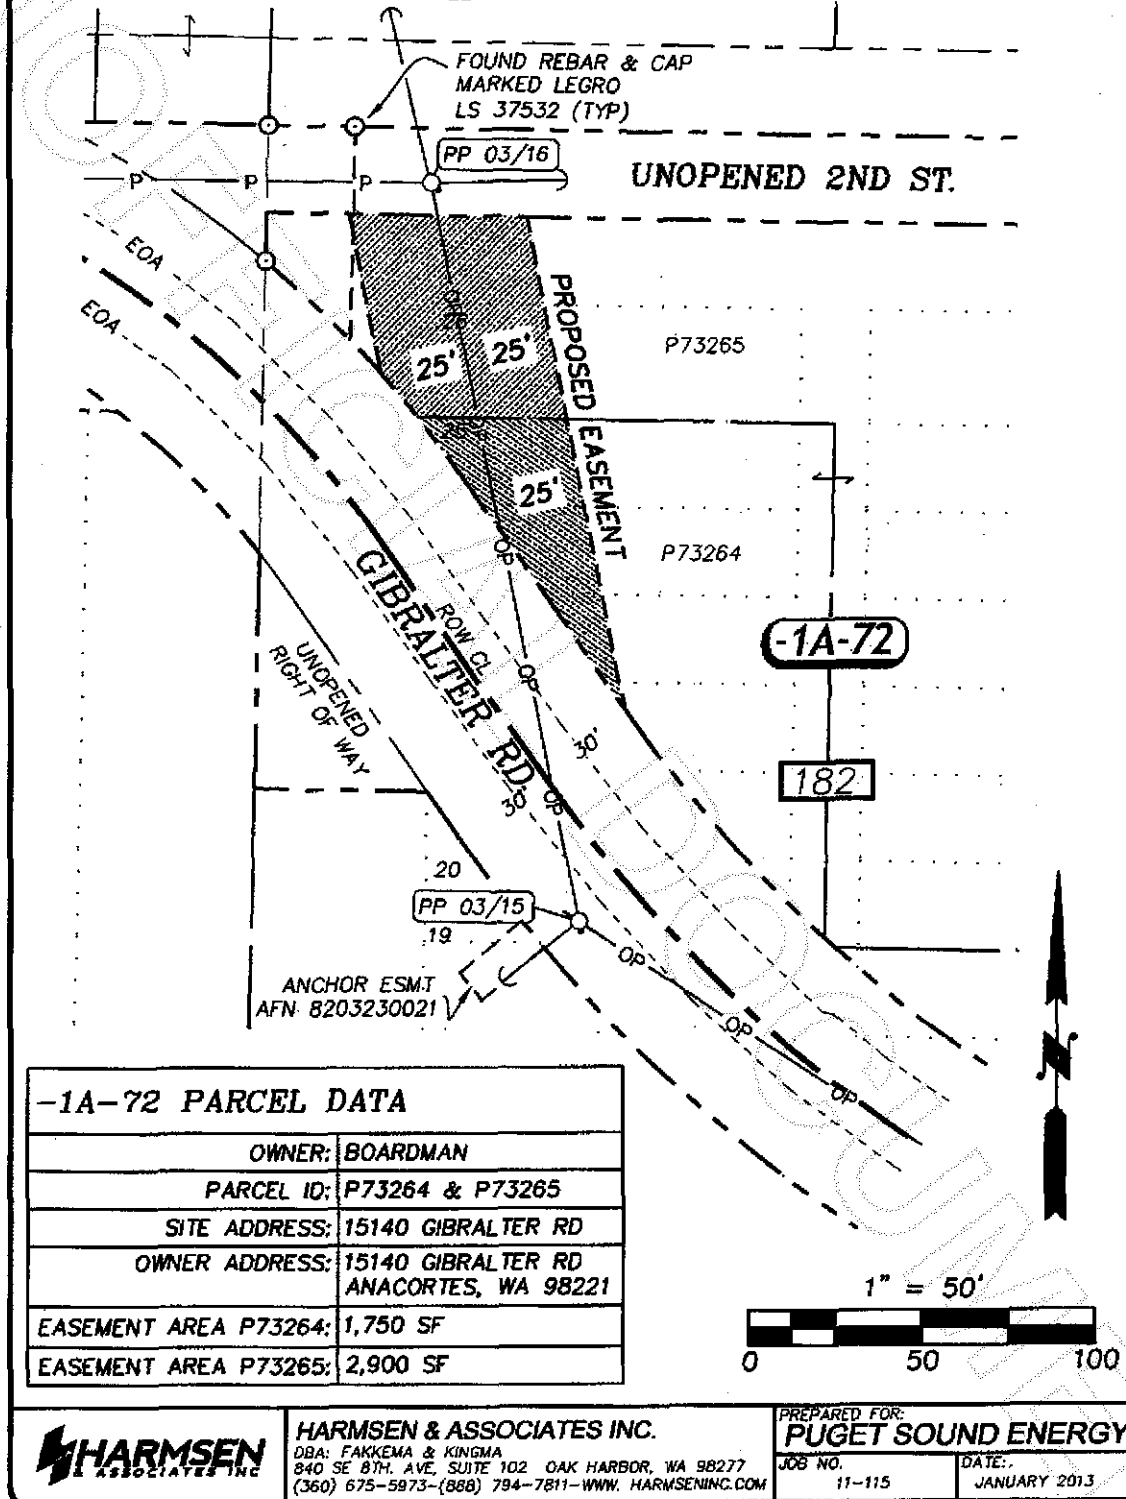 FOUND REBAR & CAP
MARKED LEGRO
LS 37532 (TYP)
PP 03/16
UNOPENED 2ND ST.
P
P
P
EOA
EOA
PROPOSED EASEMENT
25'
25'
P73265
25'
P73264
OP
GIBRALTER RD.
ROW CL
UNOPENED
RIGHT OF WAY
-1A-72
OP
30'
30'
OP
182
20
PP 03/15
19
OP
ANCHOR ESMT
AFN 8203230021
OP
OP
N
-1A-72 PARCEL DATA
OWNER: BOARDMAN
PARCEL ID: P73264 & P73265
SITE ADDRESS: 15140 GIBRALTER RD
OWNER ADDRESS: 15140 GIBRALTER RD
ANACORTES, WA 98221
EASEMENT AREA P73264: 1,750 SF
EASEMENT AREA P73265: 2,900 SF
1" = 50'
0 50 100
HARMSEN
& ASSOCIATES INC
HARMSEN & ASSOCIATES INC.
DBA: FAKKEMA & KINGMA
840 SE 8TH. AVE, SUITE 102 OAK HARBOR, WA 98277
(360) 675-5973-(888) 794-7811-WWW. HARMSENINC.COM
PREPARED FOR:
PUGET SOUND ENERGY
JOB NO.
11-115
DATE:
JANUARY 2013